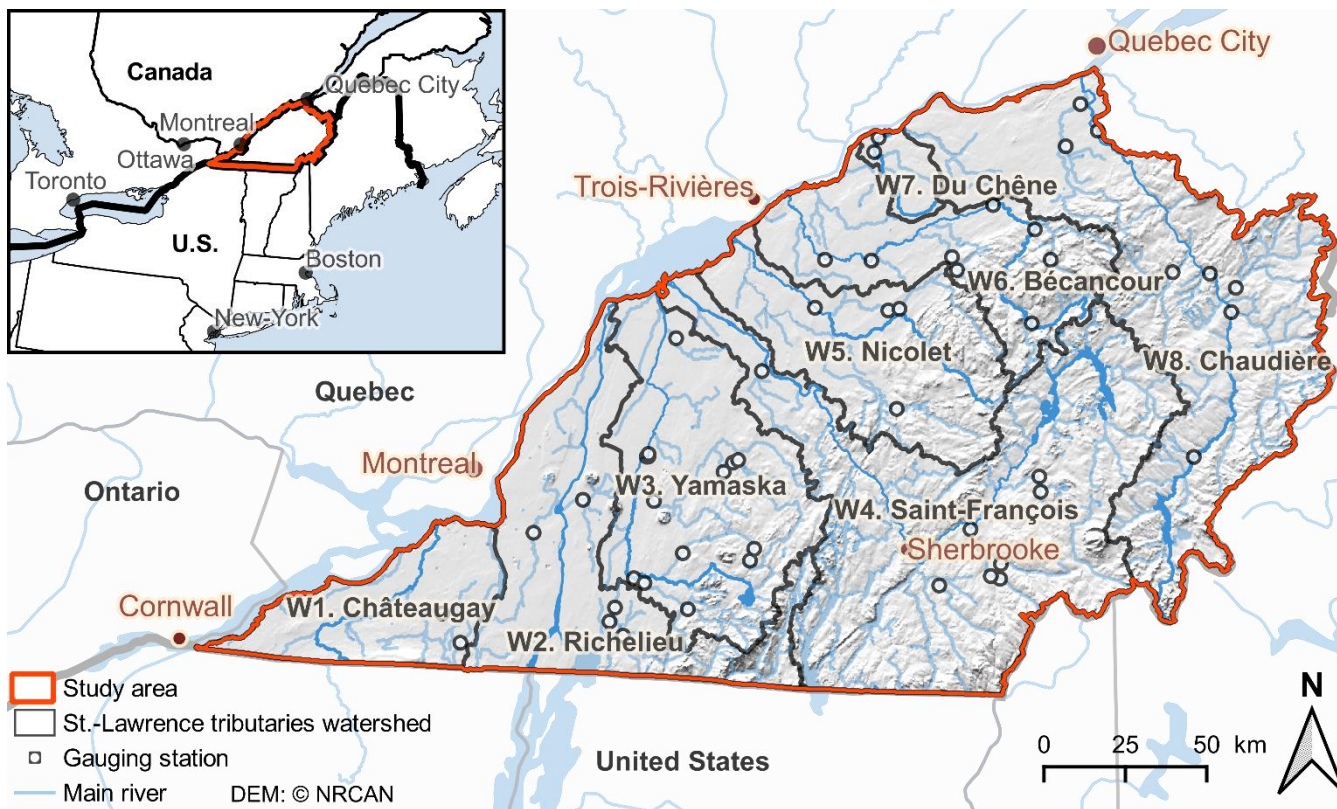 Canada
Quebec City
Montreal
Ottawa
Toronto
U.S.
Boston
New-York
Quebec City
Trois-Rivières
W7. Du Chêne
W6. Bécancour
W5. Nicolet
W8. Chaudière
Quebec
Montreal
Ontario
W3. Yamaska
W4. Saint-François
Sherbrooke
Cornwall
W1. Châteaugay
W2. Richelieu
Study area
St.-Lawrence tributaries watershed
Gauging station
Main river
DEM: © NRCAN
United States
0 25 50 km
N